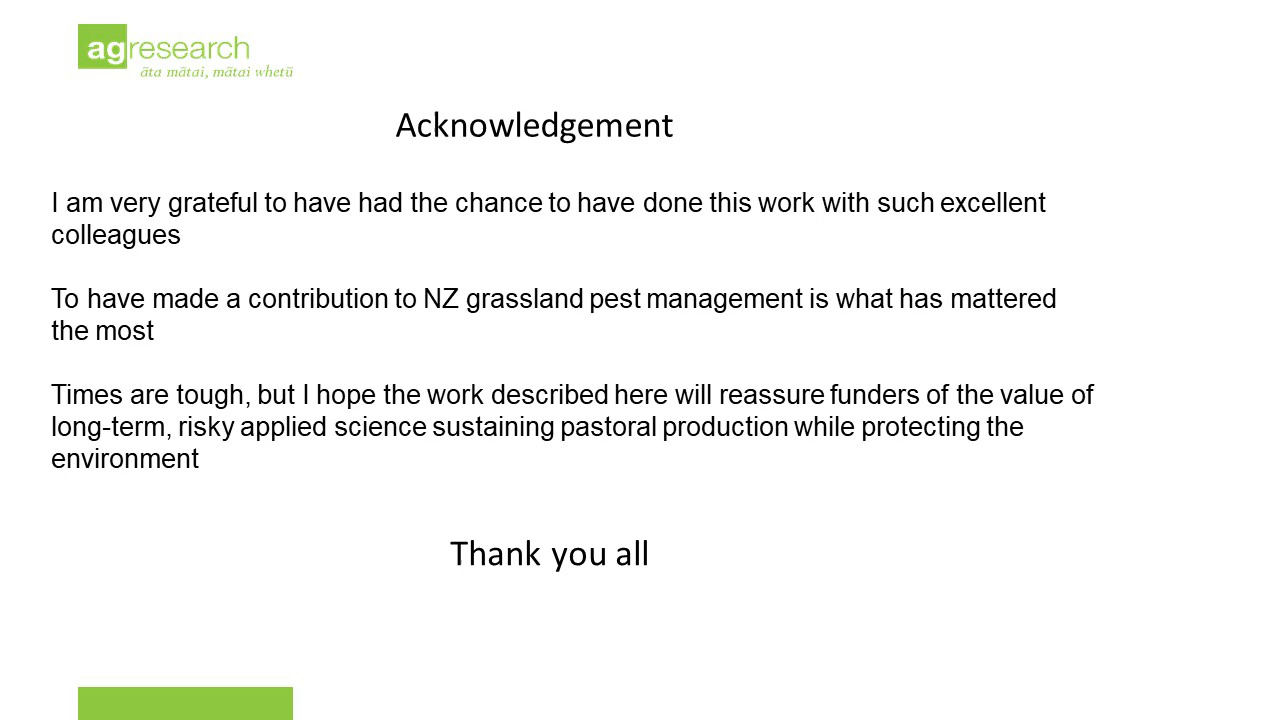 agresearch
āta mātai, mātai whetū
Acknowledgement
I am very grateful to have had the chance to have done this work with such excellent
colleagues
To have made a contribution to NZ grassland pest management is what has mattered
the most
Times are tough, but I hope the work described here will reassure funders of the value of
long-term, risky applied science sustaining pastoral production while protecting the
environment
Thank you all